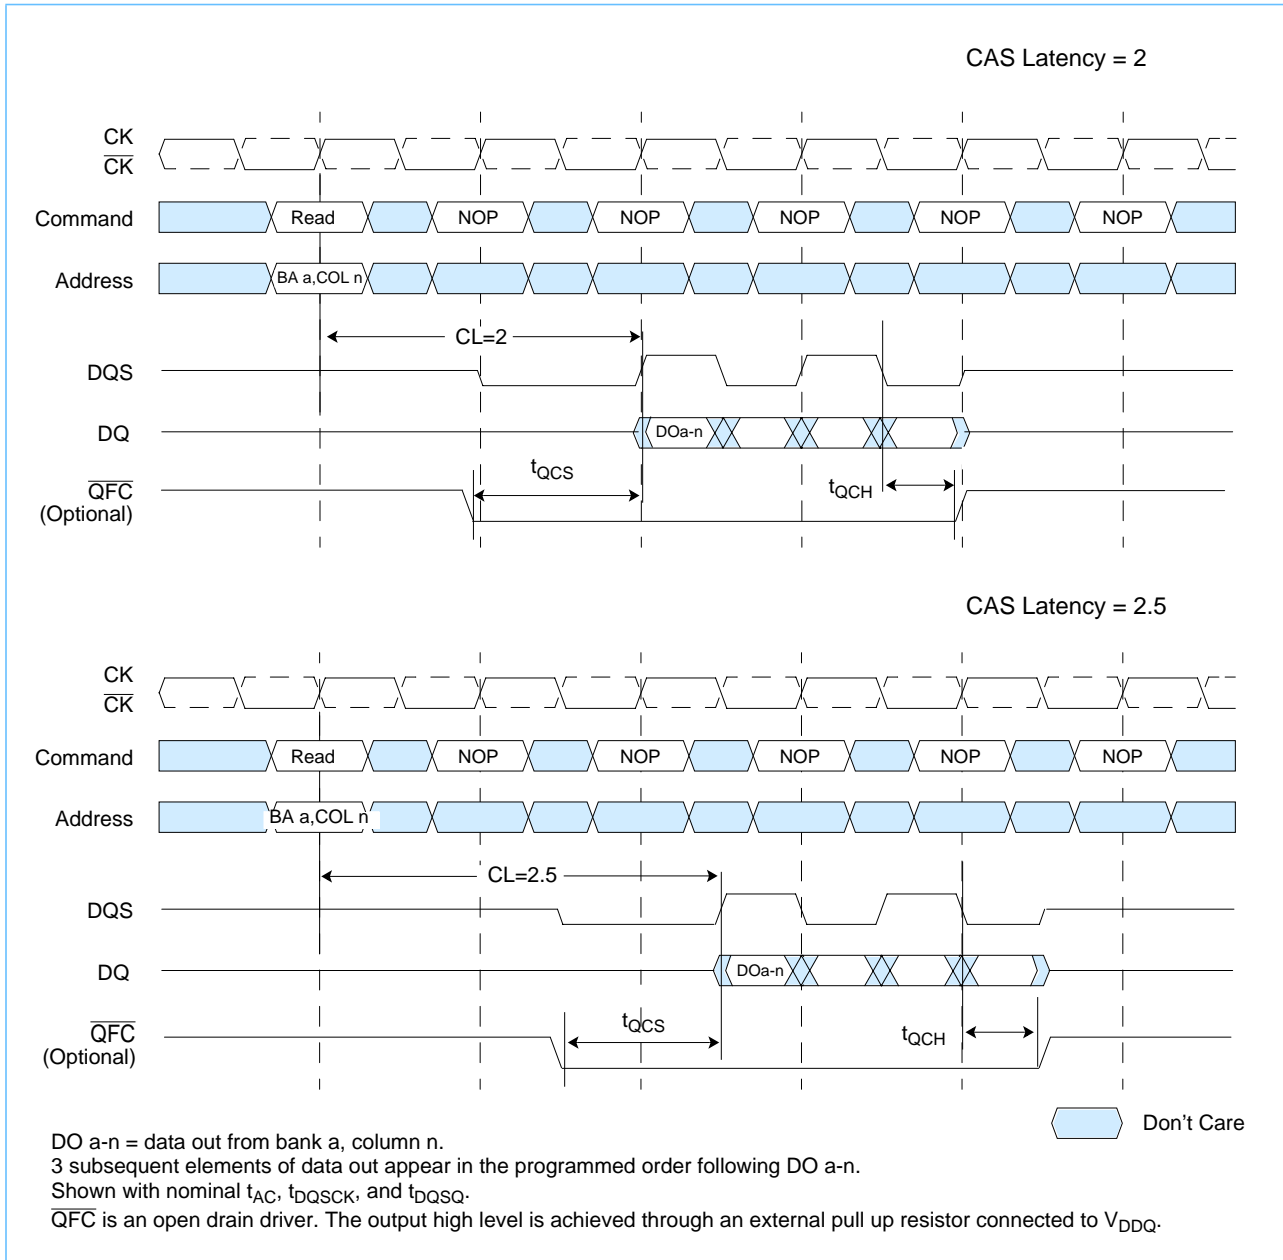 CAS Latency = 2
CK
CK
Command
Read
NOP
NOP
NOP
NOP
NOP
Address
BA a,COL n
CL=2
DQS
DQ
DOa-n
tQCS
tQCH
QFC
(Optional)
CAS Latency = 2.5
CK
CK
Command
Read
NOP
NOP
NOP
NOP
NOP
Address
BA a,COL n
CL=2.5
DQS
DQ
DOa-n
tQCS
tQCH
QFC
(Optional)
Don't Care
DO a-n = data out from bank a, column n.
3 subsequent elements of data out appear in the programmed order following DO a-n.
Shown with nominal tAC, tDQSCK, and tDQSQ.
QFC is an open drain driver. The output high level is achieved through an external pull up resistor connected to VDDQ.